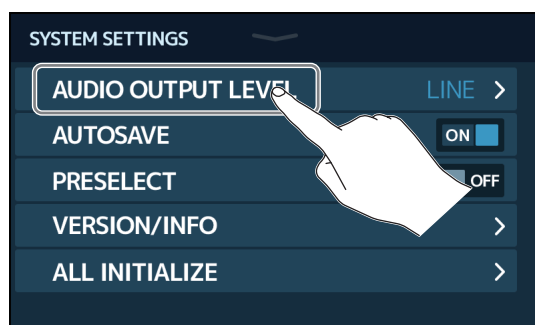 SYSTEM SETTINGS
AUDIO OUTPUT LEVEL LINE >
AUTOSAVE ON
PRESELECT OFF
VERSION/INFO >
ALL INITIALIZE >